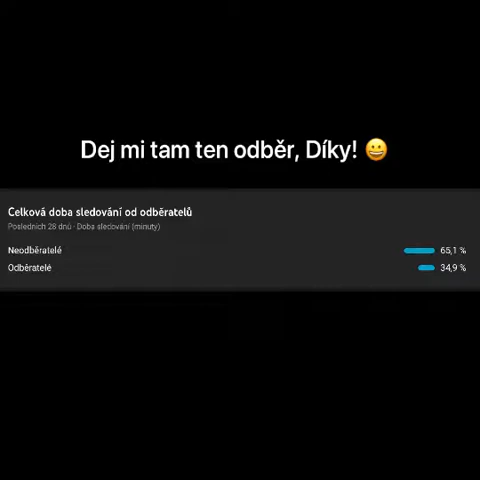 Dej mi tam ten odběr, Díky! 😀
Celková doba sledování od odběratelů
Posledních 28 dnů · Doba sledování (minuty)
Neodběratelé 65,1 %
Odběratelé 34,9 %